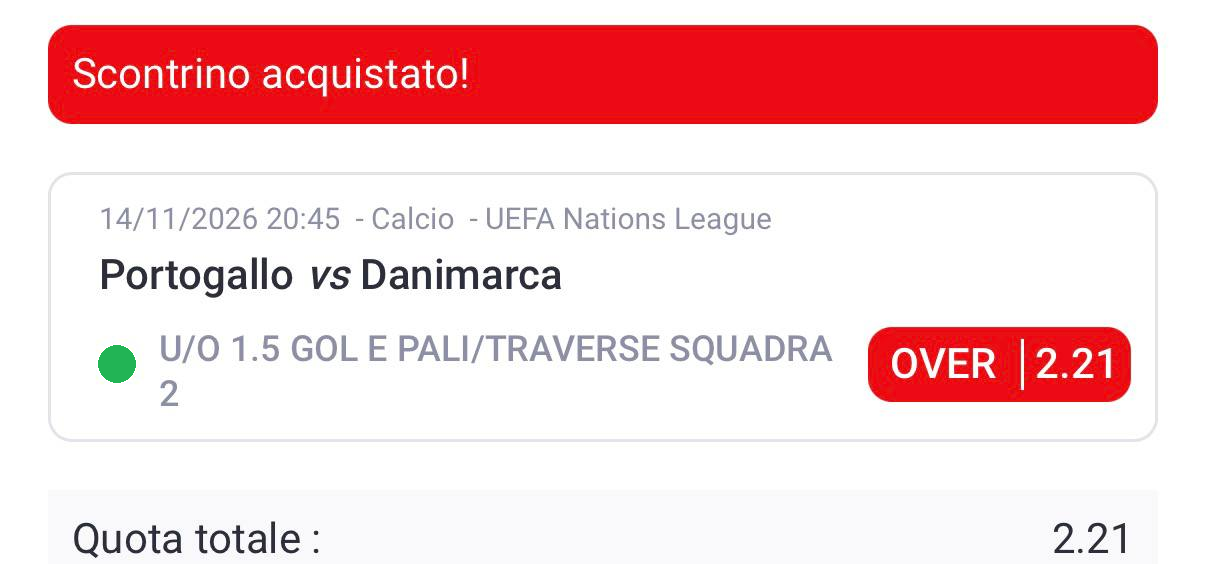 Scontrino acquistato!
14/11/2026 20:45 - Calcio - UEFA Nations League
Portogallo vs Danimarca
U/O 1.5 GOL E PALI/TRAVERSE SQUADRA
2
OVER | 2.21
Quota totale : 2.21